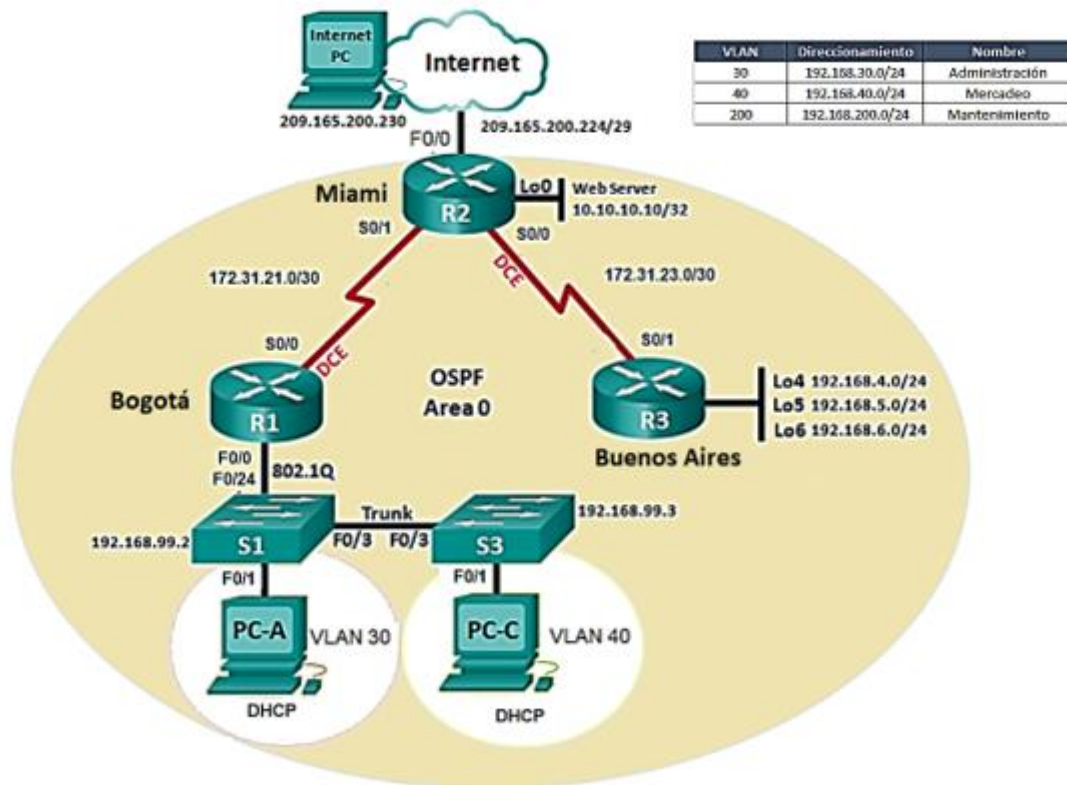 Internet
PC
Internet
209.165.200.230
209.165.200.224/29
F0/0
VLAN Direccionamiento Nombre
30 192.168.30.0/24 Administración
40 192.168.40.0/24 Mercadeo
200 192.168.200.0/24 Mantenimiento
Miami
R2
Lo0
Web Server
10.10.10.10/32
S0/1
S0/0
DCE
172.31.21.0/30
172.31.23.0/30
S0/0
DCE
S0/1
OSPF
Area 0
Bogotá
R1
R3
Buenos Aires
Lo4 192.168.4.0/24
Lo5 192.168.5.0/24
Lo6 192.168.6.0/24
F0/0
F0/24
802.1Q
Trunk
192.168.99.3
192.168.99.2
S1
F0/3 F0/3
S3
F0/1
F0/1
PC-A
VLAN 30
PC-C
VLAN 40
DHCP
DHCP